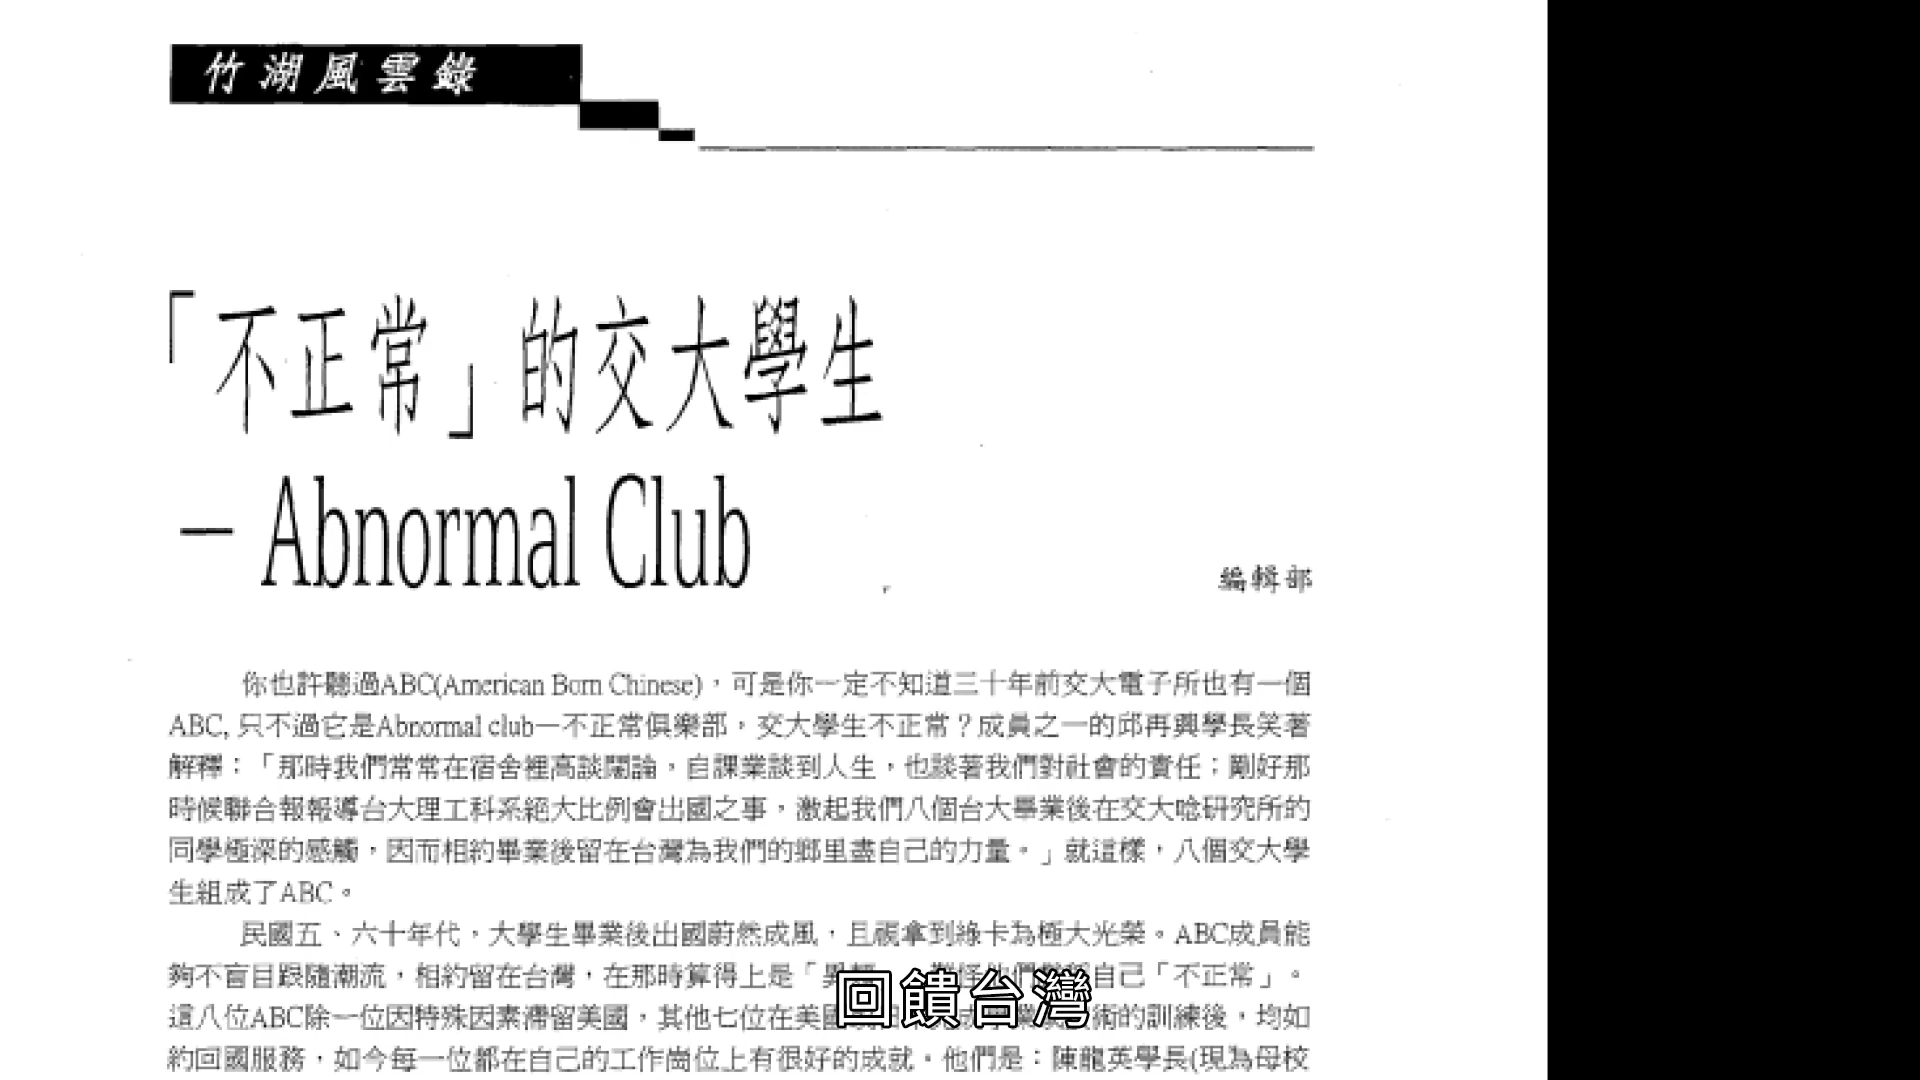 竹湖風雲錄
「不正常」的交大學生
— Abnormal Club
編輯部
你也許聽過ABC(American Born Chinese),可是你一定不知道三十年前交大電子所也有一個
ABC, 只不過它是Abnormal club—不正常俱樂部,交大學生不正常?成員之一的邱再興學長笑著
解釋:「那時我們常常在宿舍裡高談闊論,自課業談到人生,也談著我們對社會的責任;剛好那
時候聯合報報導台大理工科系絕大比例會出國之事,激起我們八個台大畢業後在交大唸研究所的
同學極深的感觸,因而相約畢業後留在台灣為我們的鄉里盡自己的力量。」就這樣,八個交大學
生組成了ABC。
民國五、六十年代,大學生畢業後出國蔚然成風,且視拿到綠卡為極大光榮。ABC成員能
夠不盲目跟隨潮流,相約留在台灣,在那時算得上是「異 自己「不正常」。
這八位ABC除一位因特殊因素滯留美國,其他七位在美國 術的訓練後,均如
約回國服務,如今每一位都在自己的工作崗位上有很好的成就。他們是:陳龍英學長(現為母校
回饋台灣